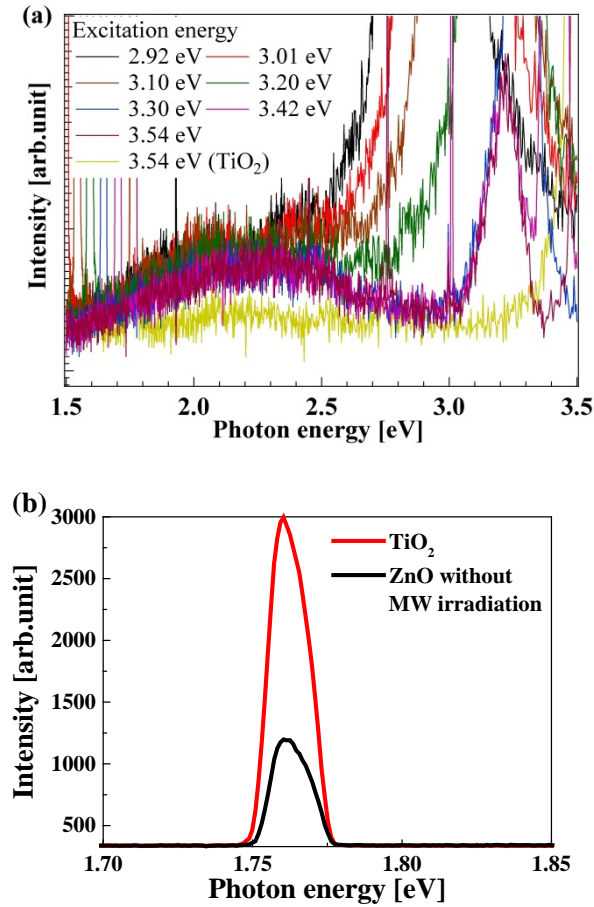 (a)
Excitation energy
2.92 eV 3.01 eV
3.10 eV 3.20 eV
3.30 eV 3.42 eV
3.54 eV
3.54 eV (TiO₂)
Intensity [arb.unit]
1.5 2.0 2.5 3.0 3.5
Photon energy [eV]
(b)
3000
2500
2000
1500
1000
500
TiO₂
ZnO without
MW irradiation
Intensity [arb.unit]
1.70 1.75 1.80 1.85
Photon energy [eV]